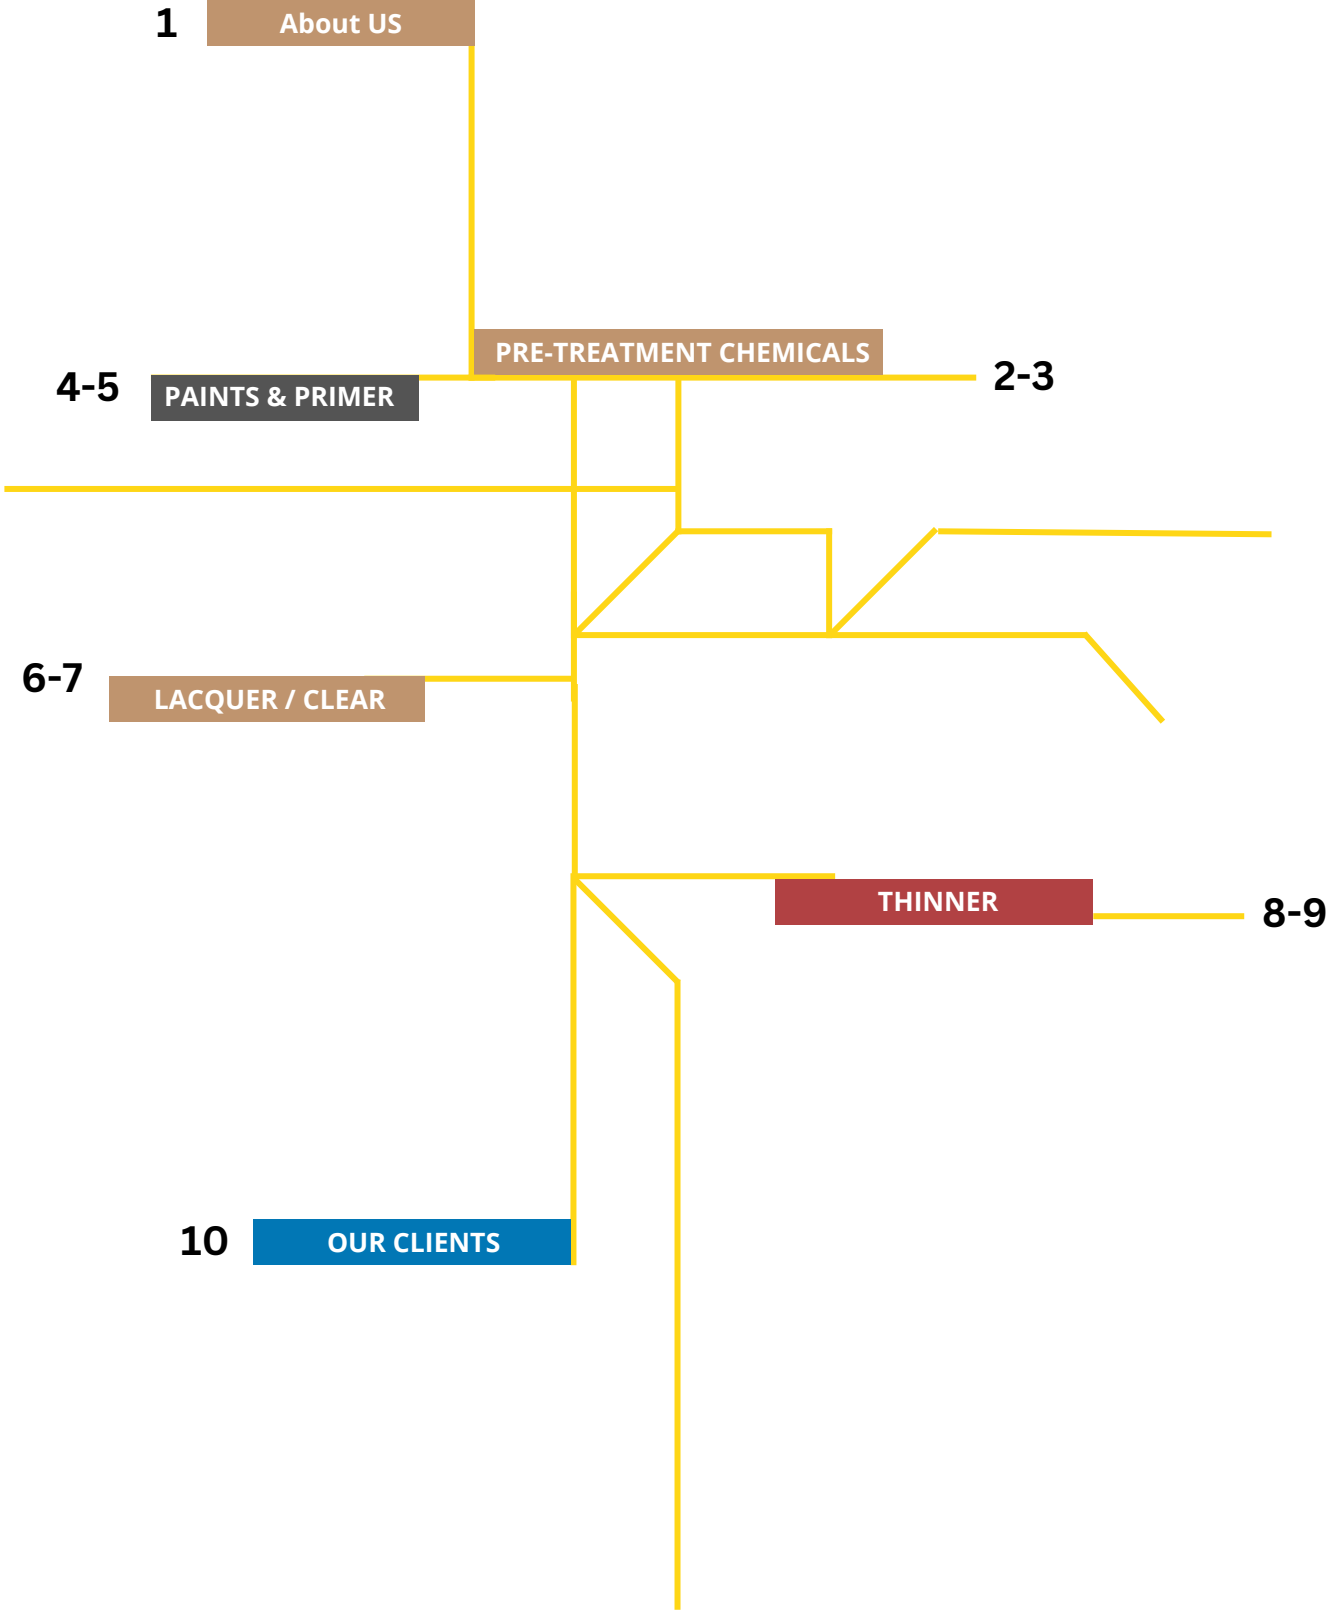 1 About US
PRE-TREATMENT CHEMICALS 2-3
4-5 PAINTS & PRIMER
6-7 LACQUER / CLEAR
THINNER 8-9
10 OUR CLIENTS